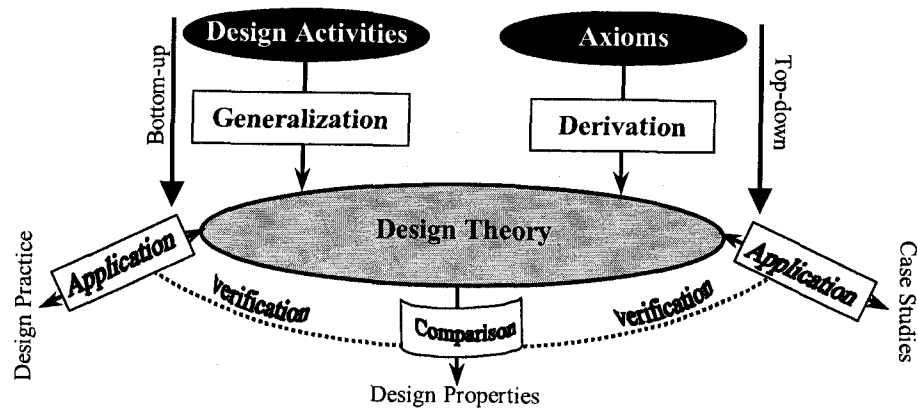 Design Activities
Axioms
Bottom-up
Top-down
Generalization
Derivation
Design Theory
Application
Application
Design Practice
Case Studies
verification
verification
Comparison
Design Properties